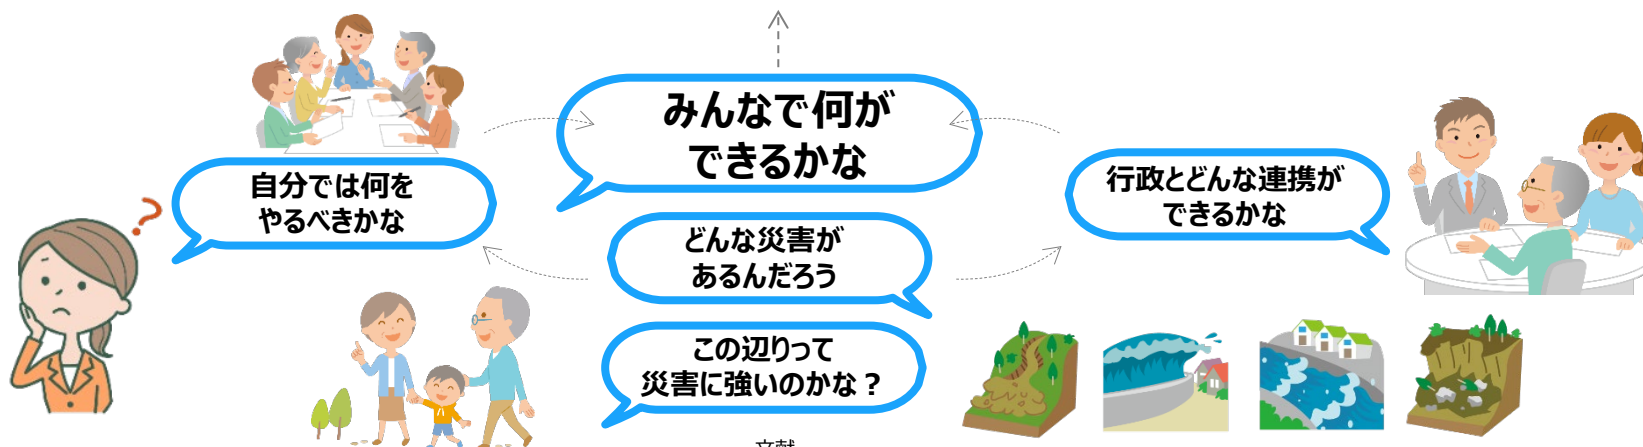 みんなで何が
できるかな
自分では何を
やるべきかな
?
行政とどんな連携が
できるかな
どんな災害が
あるんだろう
この辺りって
災害に強いのかな？